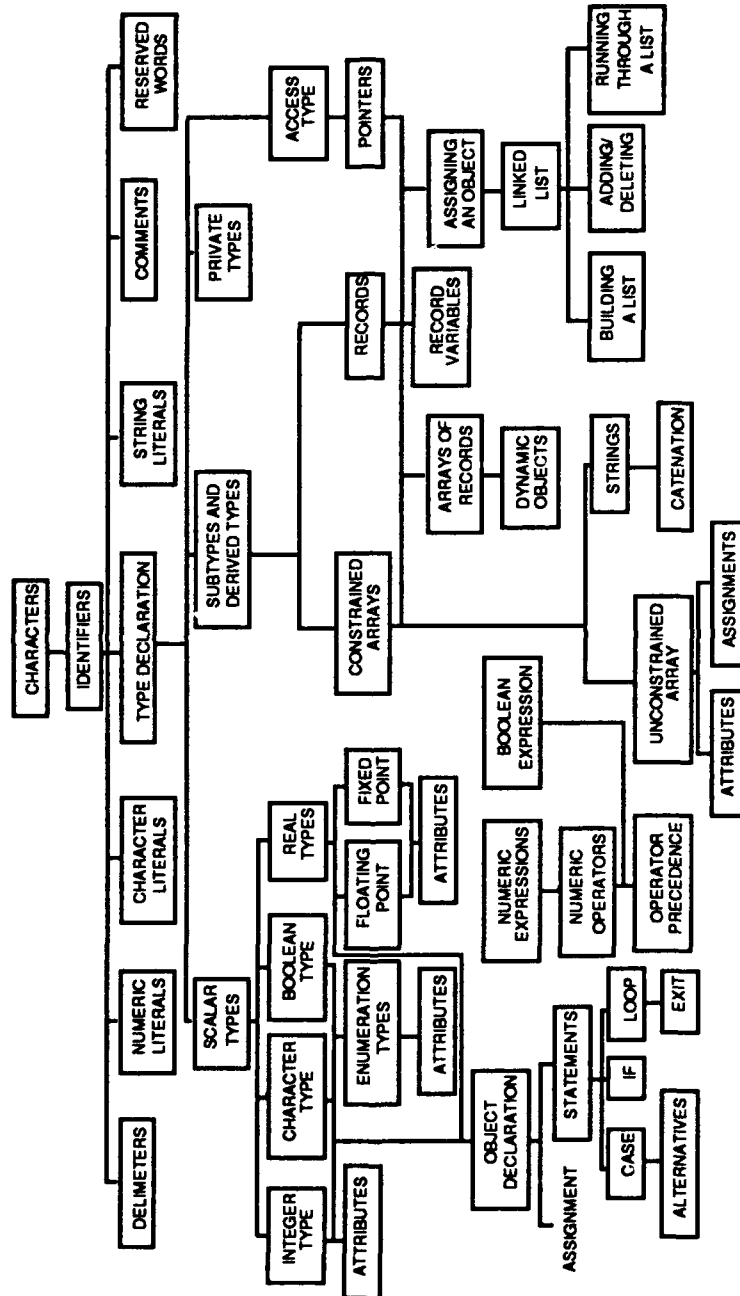 CHARACTERS
IDENTIFIERS
DELIMETERS
NUMERIC
LITERALS
CHARACTER
LITERALS
TYPE DECLARATION
STRING
LITERALS
COMMENTS
RESERVED
WORDS
SCALAR
TYPES
SUBTYPES AND
DERIVED TYPES
PRIVATE
TYPES
ACCESS
TYPE
INTEGER
TYPE
CHARACTER
TYPE
BOOLEAN
TYPE
REAL
TYPES
CONSTRAINED
ARRAYS
RECORDS
POINTERS
ATTRIBUTES
ENUMERATION
TYPES
FLOATING
POINT
FIXED
POINT
ATTRIBUTES
ATTRIBUTES
ARRAYS OF
RECORDS
RECORD
VARIABLES
ASSIGNING
AN OBJECT
OBJECT
DECLARATION
NUMERIC
EXPRESSIONS
BOOLEAN
EXPRESSION
DYNAMIC
OBJECTS
LINKED
LIST
ASSIGNMENT
STATEMENTS
NUMERIC
OPERATORS
BUILDING
A LIST
ADDING/
DELETING
RUNNING
THROUGH
A LIST
CASE
IF
LOOP
OPERATOR
PRECEDENCE
UNCONSTRAINED
ARRAY
STRINGS
ALTERNATIVES
EXIT
ATTRIBUTES
ASSIGNMENTS
CATENATION